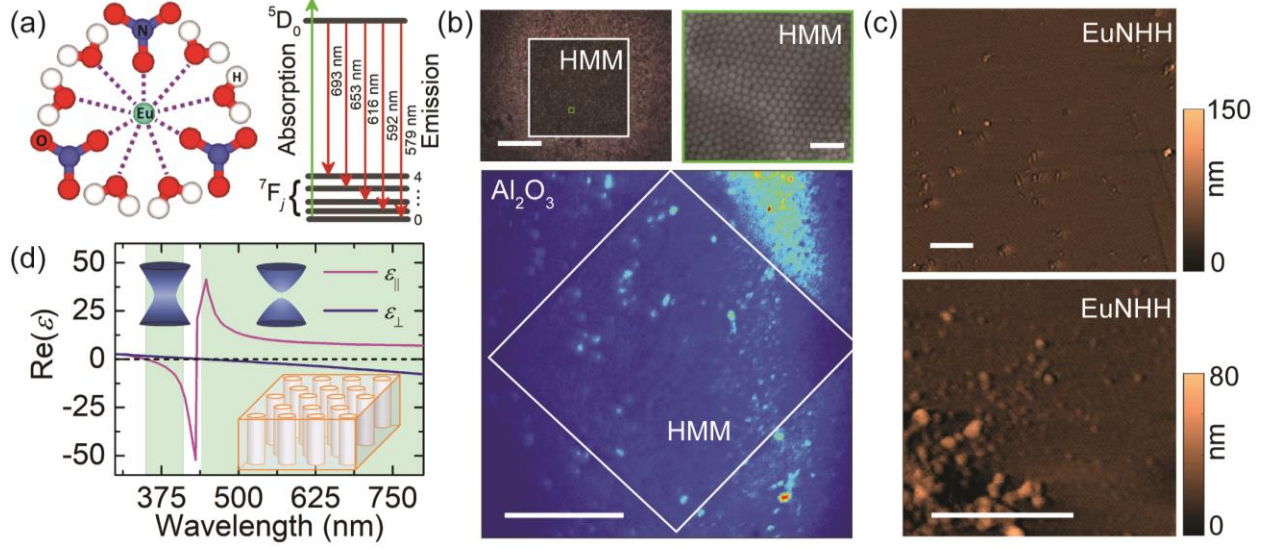 (a)
N
H
Eu
O
⁵D₀
Absorption
693 nm
653 nm
616 nm
592 nm
579 nm
Emission
⁷Fⱼ {
4
⋮
0
(b)
HMM
HMM
Al₂O₃
HMM
(c)
EuNHH
150
nm
0
EuNHH
80
nm
0
(d)
50
25
0
-25
-50
Re(ε)
ε||
ε⊥
375
500
625
750
Wavelength (nm)